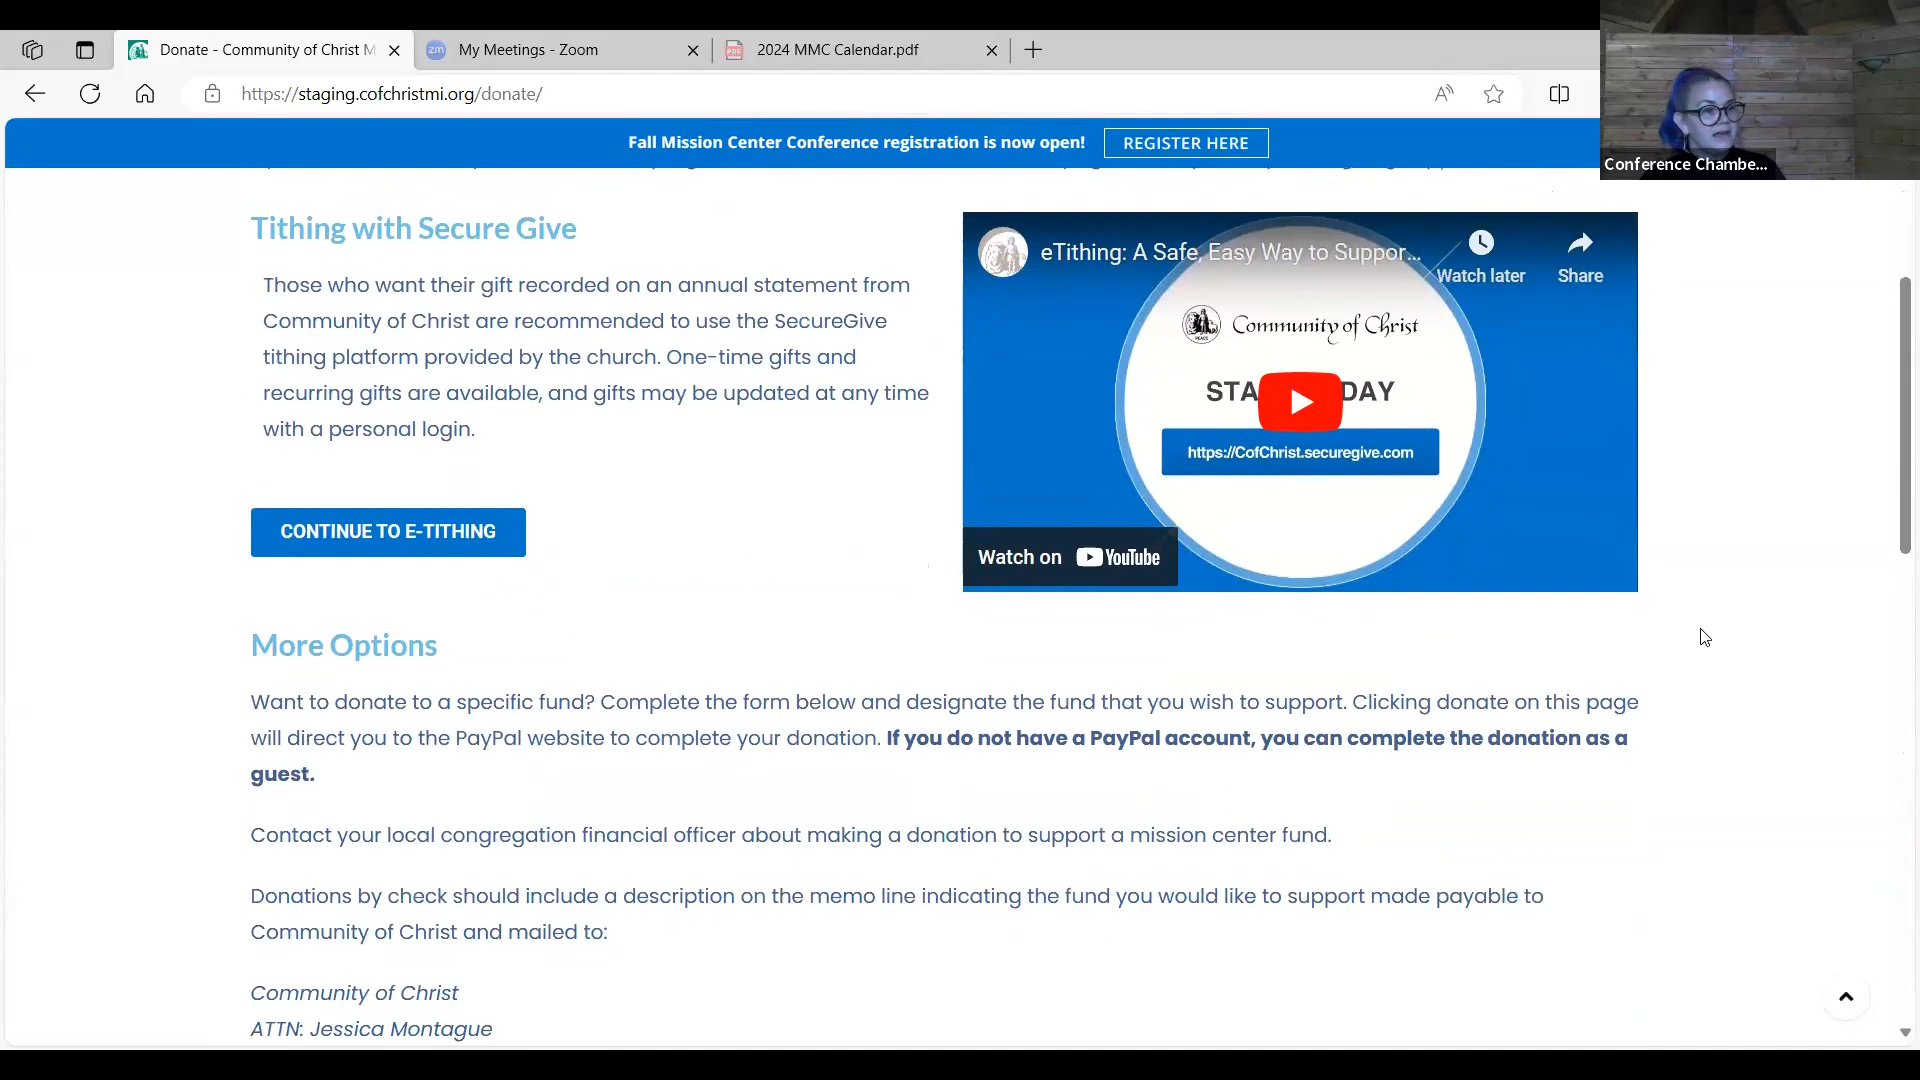 Donate - Community of Christ M
My Meetings - Zoom
2024 MMC Calendar.pdf
https://staging.cofchristmi.org/donate/
Fall Mission Center Conference registration is now open! REGISTER HERE
Conference Chambe...
Tithing with Secure Give
Those who want their gift recorded on an annual statement from
Community of Christ are recommended to use the SecureGive
tithing platform provided by the church. One-time gifts and
recurring gifts are available, and gifts may be updated at any time
with a personal login.
CONTINUE TO E-TITHING
eTithing: A Safe, Easy Way to Suppor...
Watch later
Share
PEACE
Community of Christ
STA DAY
https://CofChrist.securegive.com
Watch on YouTube
More Options
Want to donate to a specific fund? Complete the form below and designate the fund that you wish to support. Clicking donate on this page
will direct you to the PayPal website to complete your donation. If you do not have a PayPal account, you can complete the donation as a
guest.
Contact your local congregation financial officer about making a donation to support a mission center fund.
Donations by check should include a description on the memo line indicating the fund you would like to support made payable to
Community of Christ and mailed to:
Community of Christ
ATTN: Jessica Montague